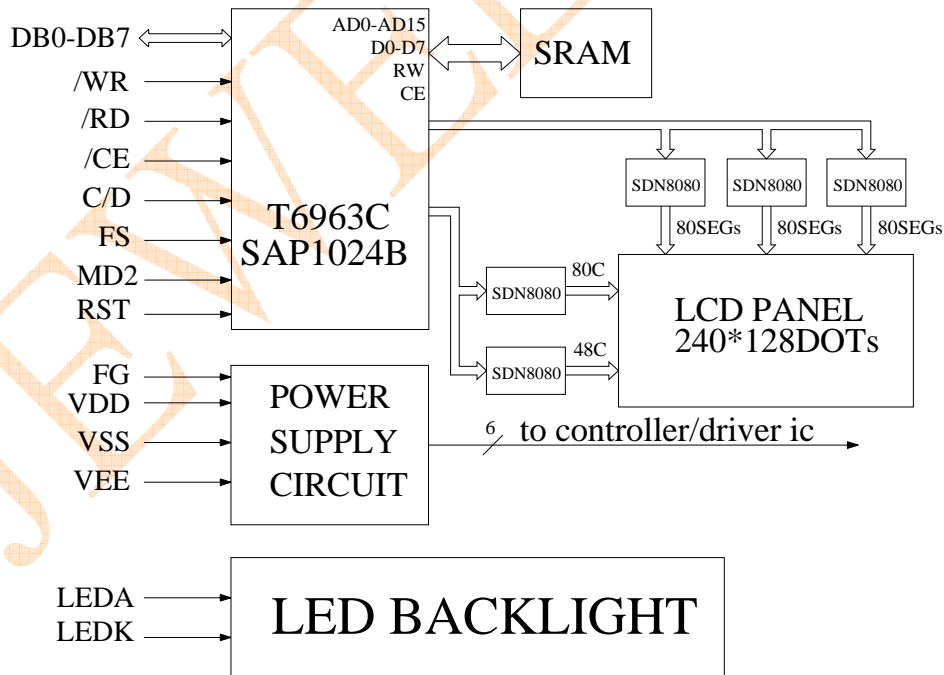 DB0-DB7
/WR
/RD
/CE
C/D
FS
MD2
RST
AD0-AD15
D0-D7
RW
CE
T6963C
SAP1024B
SRAM
SDN8080
SDN8080
SDN8080
80SEGs
80SEGs
80SEGs
SDN8080
80C
SDN8080
48C
LCD PANEL
240*128DOTs
FG
VDD
VSS
VEE
POWER
SUPPLY
CIRCUIT
6
to controller/driver ic
LEDA
LEDK
LED BACKLIGHT